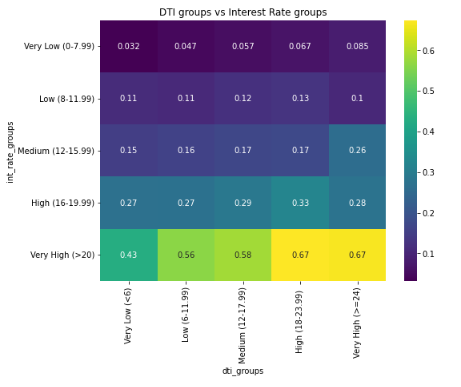 DTI groups vs Interest Rate groups
int_rate_groups
Very Low (0-7.99) 0.032 0.047 0.057 0.067 0.085
Low (8-11.99) 0.11 0.11 0.12 0.13 0.1
Medium (12-15.99) 0.15 0.16 0.17 0.17 0.26
High (16-19.99) 0.27 0.27 0.29 0.33 0.28
Very High (>20) 0.43 0.56 0.58 0.67 0.67
Very Low (<6)
Low (6-11.99)
Medium (12-17.99)
High (18-23.99)
Very High (>=24)
dti_groups
0.6
0.5
0.4
0.3
0.2
0.1